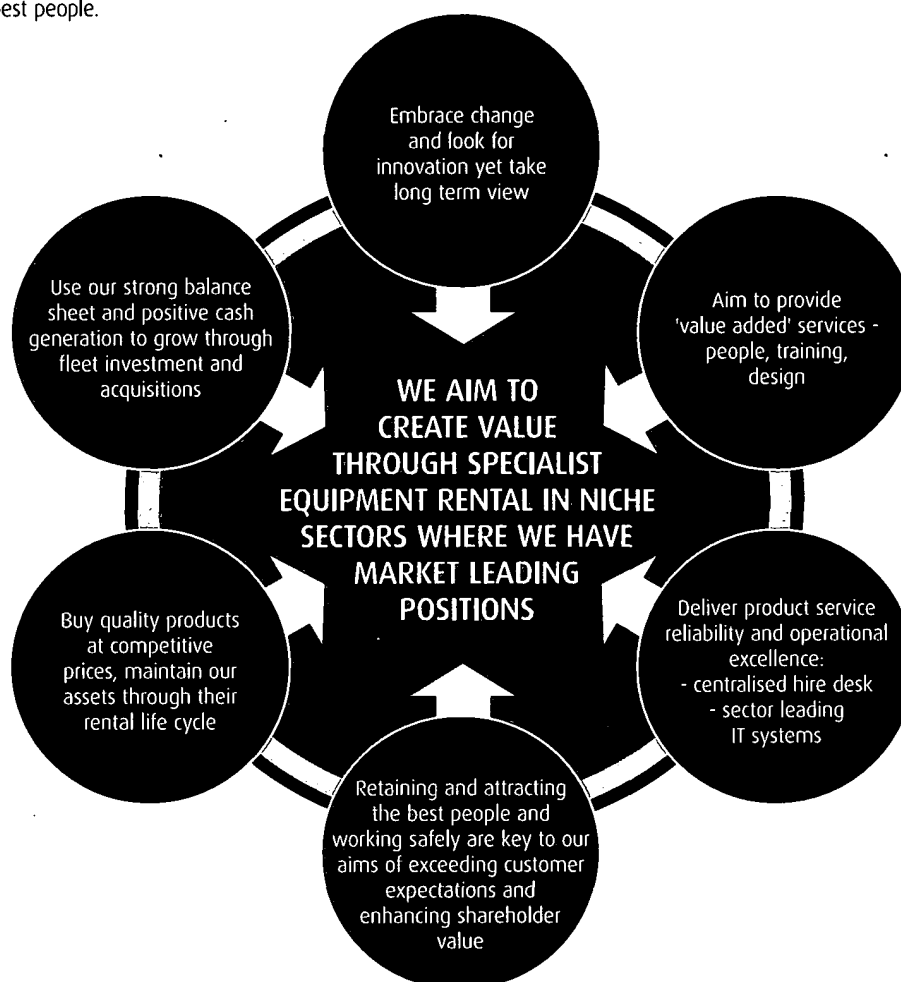 est people.
Embrace change
and look for
innovation yet take
long term view
Use our strong balance
sheet and positive cash
generation to grow through
fleet investment and
acquisitions
Aim to provide
'value added' services -
people, training,
design
WE AIM TO
CREATE VALUE
THROUGH SPECIALIST
EQUIPMENT RENTAL IN NICHE
SECTORS WHERE WE HAVE
MARKET LEADING
POSITIONS
Buy quality products
at competitive
prices, maintain our
assets through their
rental life cycle
Deliver product service
reliability and operational
excellence:
- centralised hire desk
- sector leading
IT systems
Retaining and attracting
the best people and
working safely are key to our
aims of exceeding customer
expectations and
enhancing shareholder
value